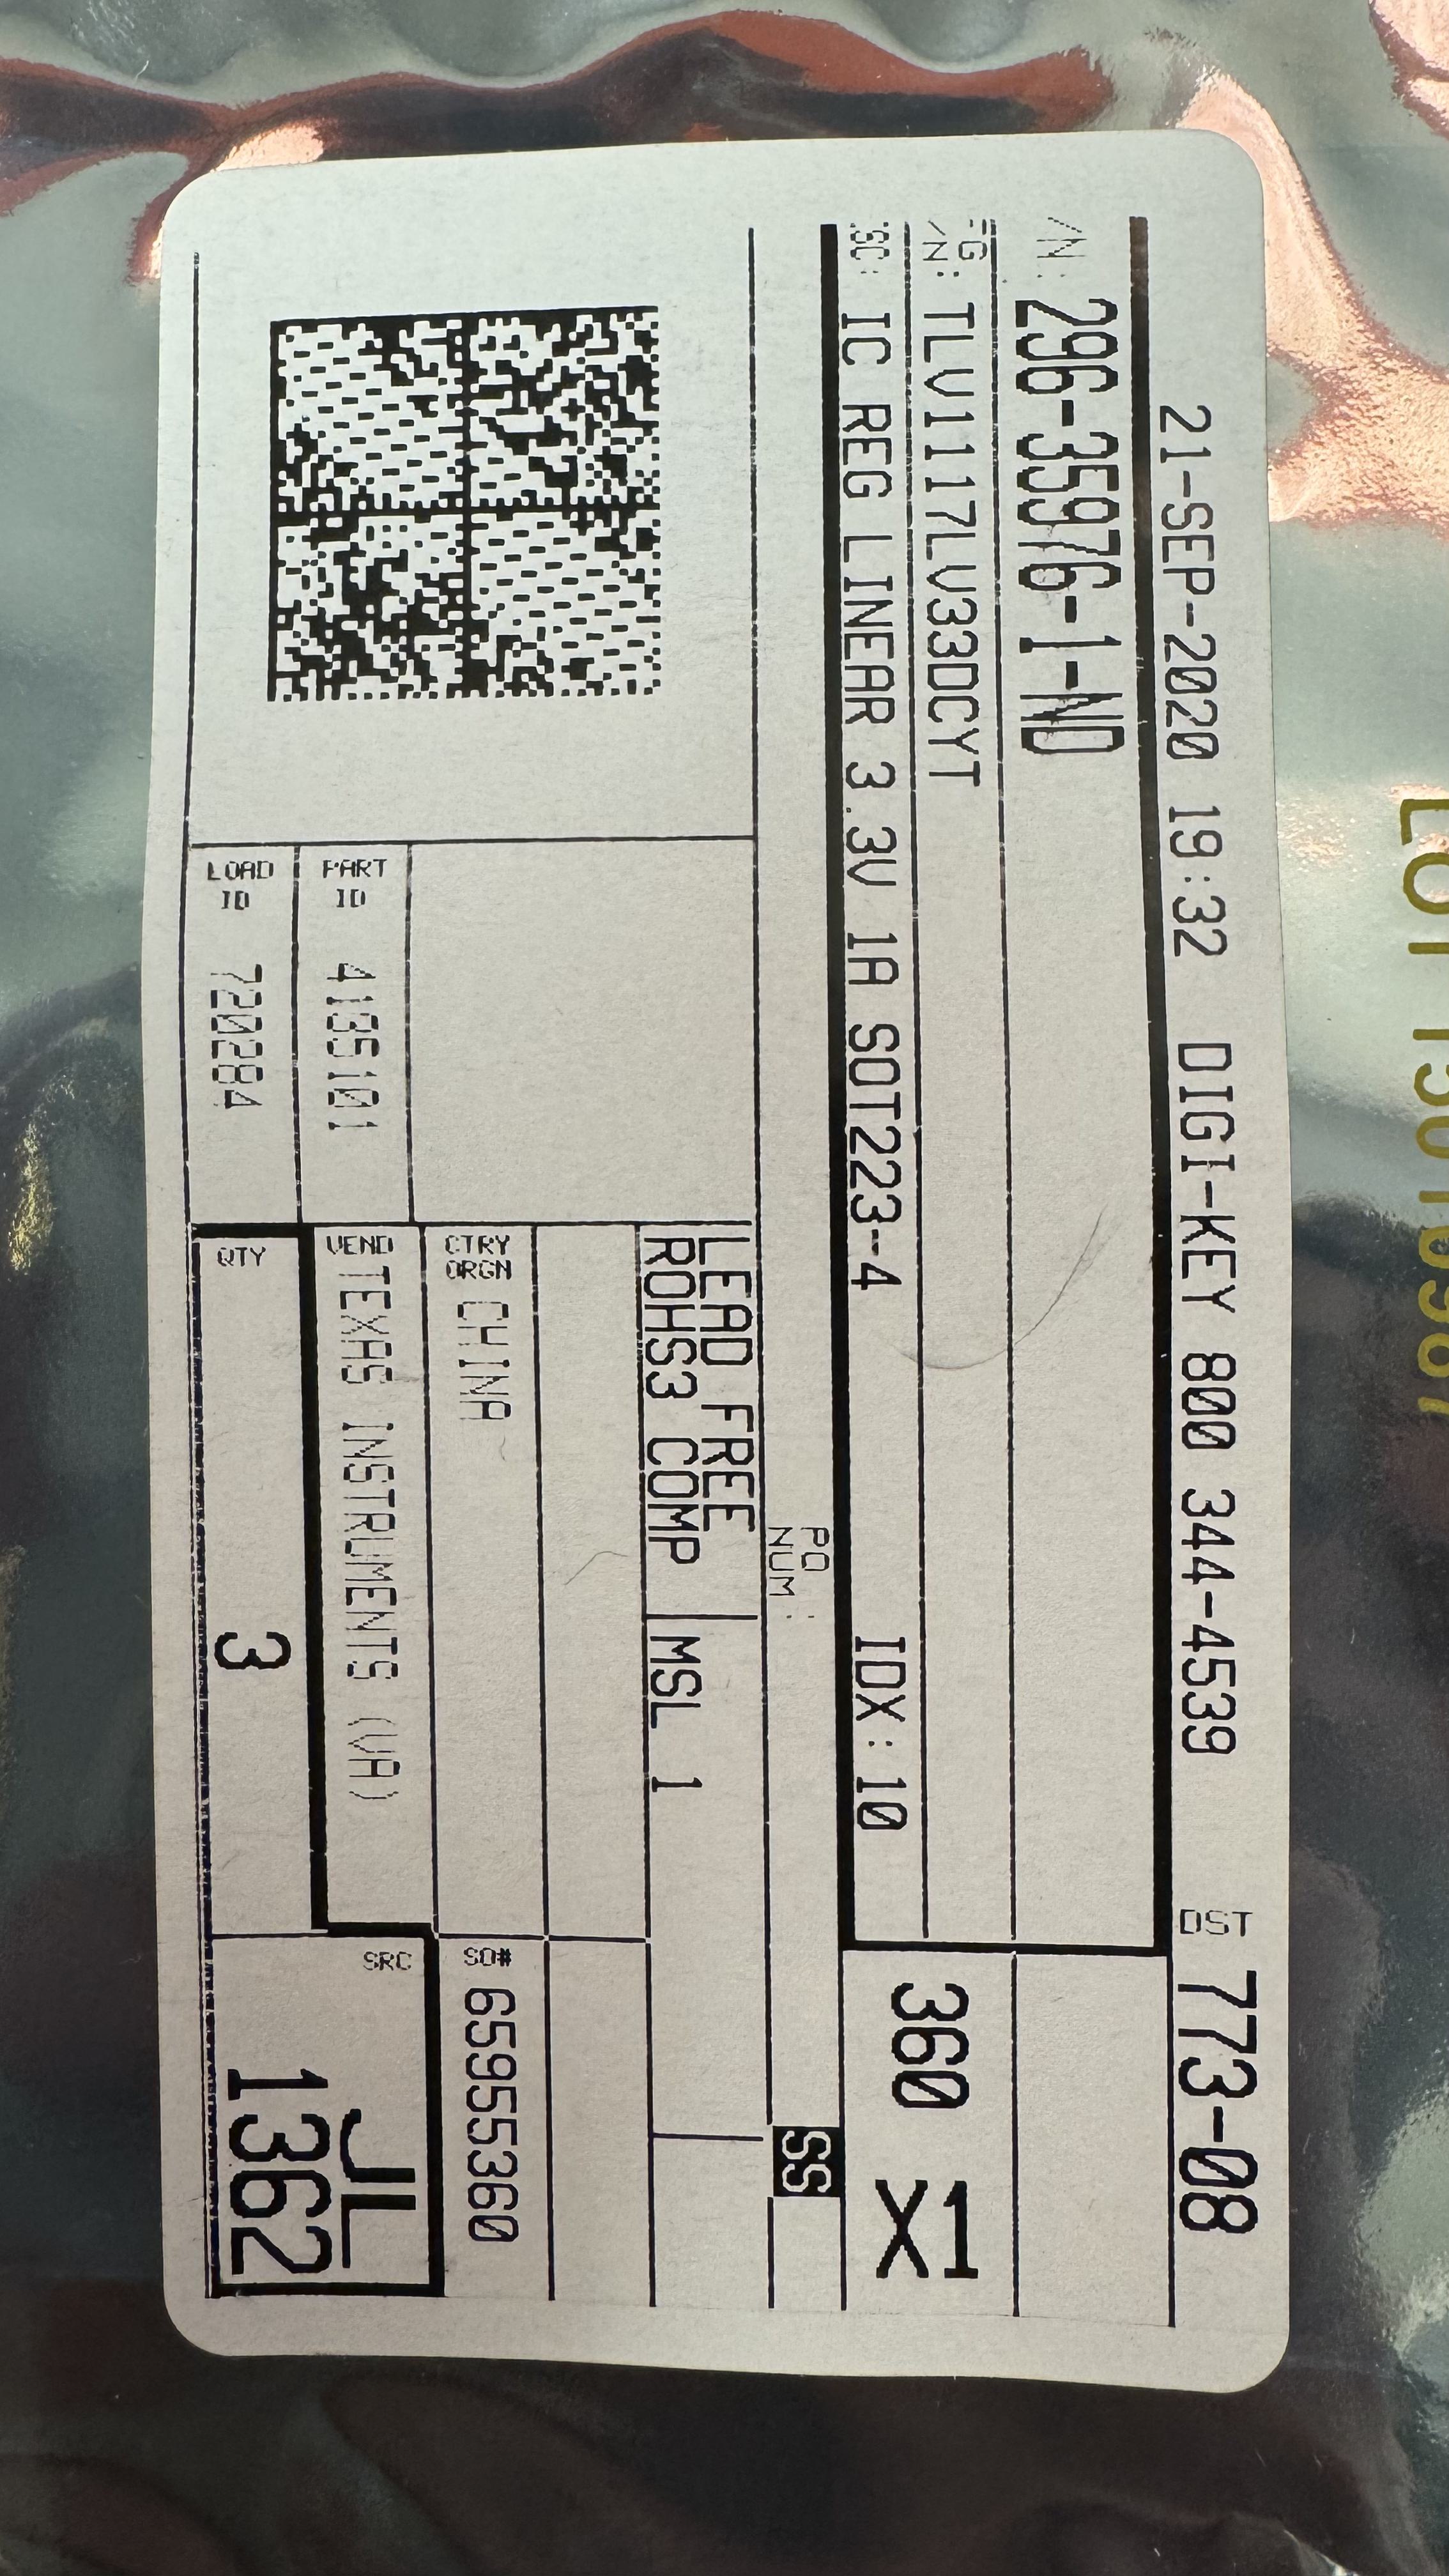 21-SEP-2020 19:32 DIGI-KEY 800 344-4539 DST 773-08
/N: 296-35976-1-ND
FG
/N: TLV1117LV33DCYT
SC: IC REG LINEAR 3.3V 1A SOT223-4 IDX:10
360 X1
PO
NUM:
SS
LEAD FREE
ROHS3 COMP
MSL 1
CTRY
ORGN CHINA
SO# 65955360
PART
ID 4135101
VEND TEXAS INSTRUMENTS (VA)
LOAD
ID 720284
QTY 3
SRC JL
1362
LOT